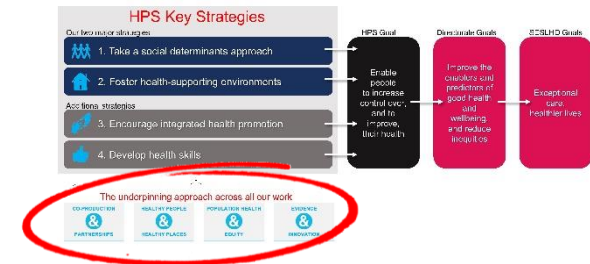 HPS Key Strategies
Our two major strategies
1. Take a social determinants approach
2. Foster health-supporting environments
Additional strategies
3. Encourage integrated health promotion
4. Develop health skills
HPS Goal
Enable
people
to increase
control over,
and to
improve,
their health
Directorate Goals
Improve the
enablers and
predictors of
good health
and
wellbeing,
and reduce
inequities
SESLHD Goals
Exceptional
care,
healthier lives
The underpinning approach across all our work
CO-PRODUCTION
&
PARTNERSHIPS
HEALTHY PEOPLE
&
HEALTHY PLACES
POPULATION HEALTH
&
EQUITY
EVIDENCE
&
INNOVATION